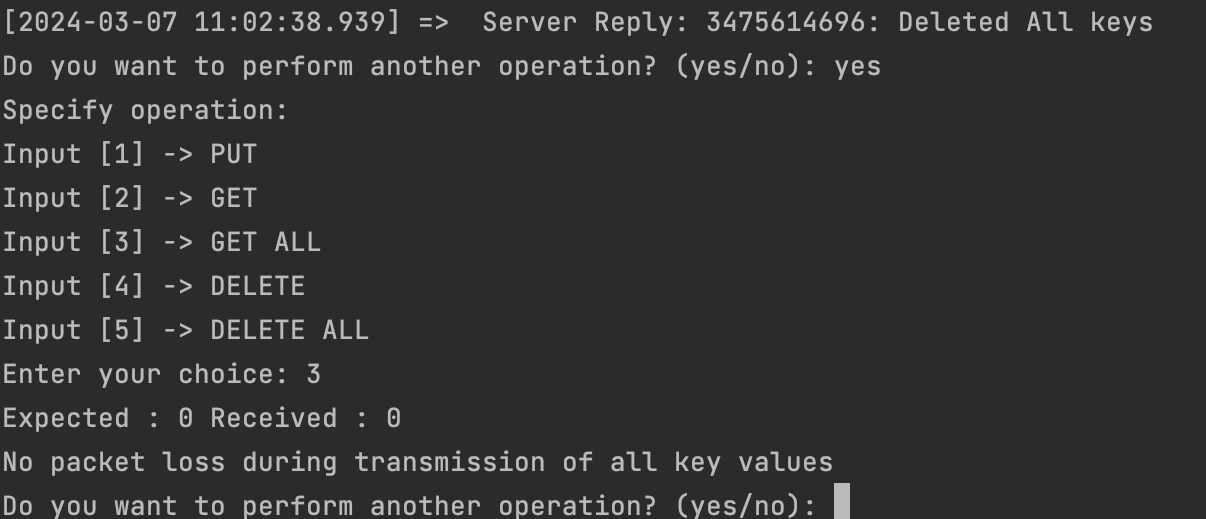 [2024-03-07 11:02:38.939] =>  Server Reply: 3475614696: Deleted All keys
Do you want to perform another operation? (yes/no): yes
Specify operation:
Input [1] -> PUT
Input [2] -> GET
Input [3] -> GET ALL
Input [4] -> DELETE
Input [5] -> DELETE ALL
Enter your choice: 3
Expected : 0 Received : 0
No packet loss during transmission of all key values
Do you want to perform another operation? (yes/no):